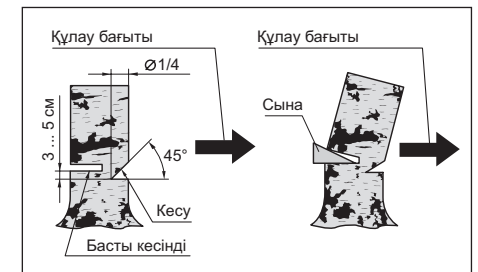 Құлау бағыты
Құлау бағыты
Ø1/4
Сына
3 ... 5 см
45°
Кесу
Басты кесінді